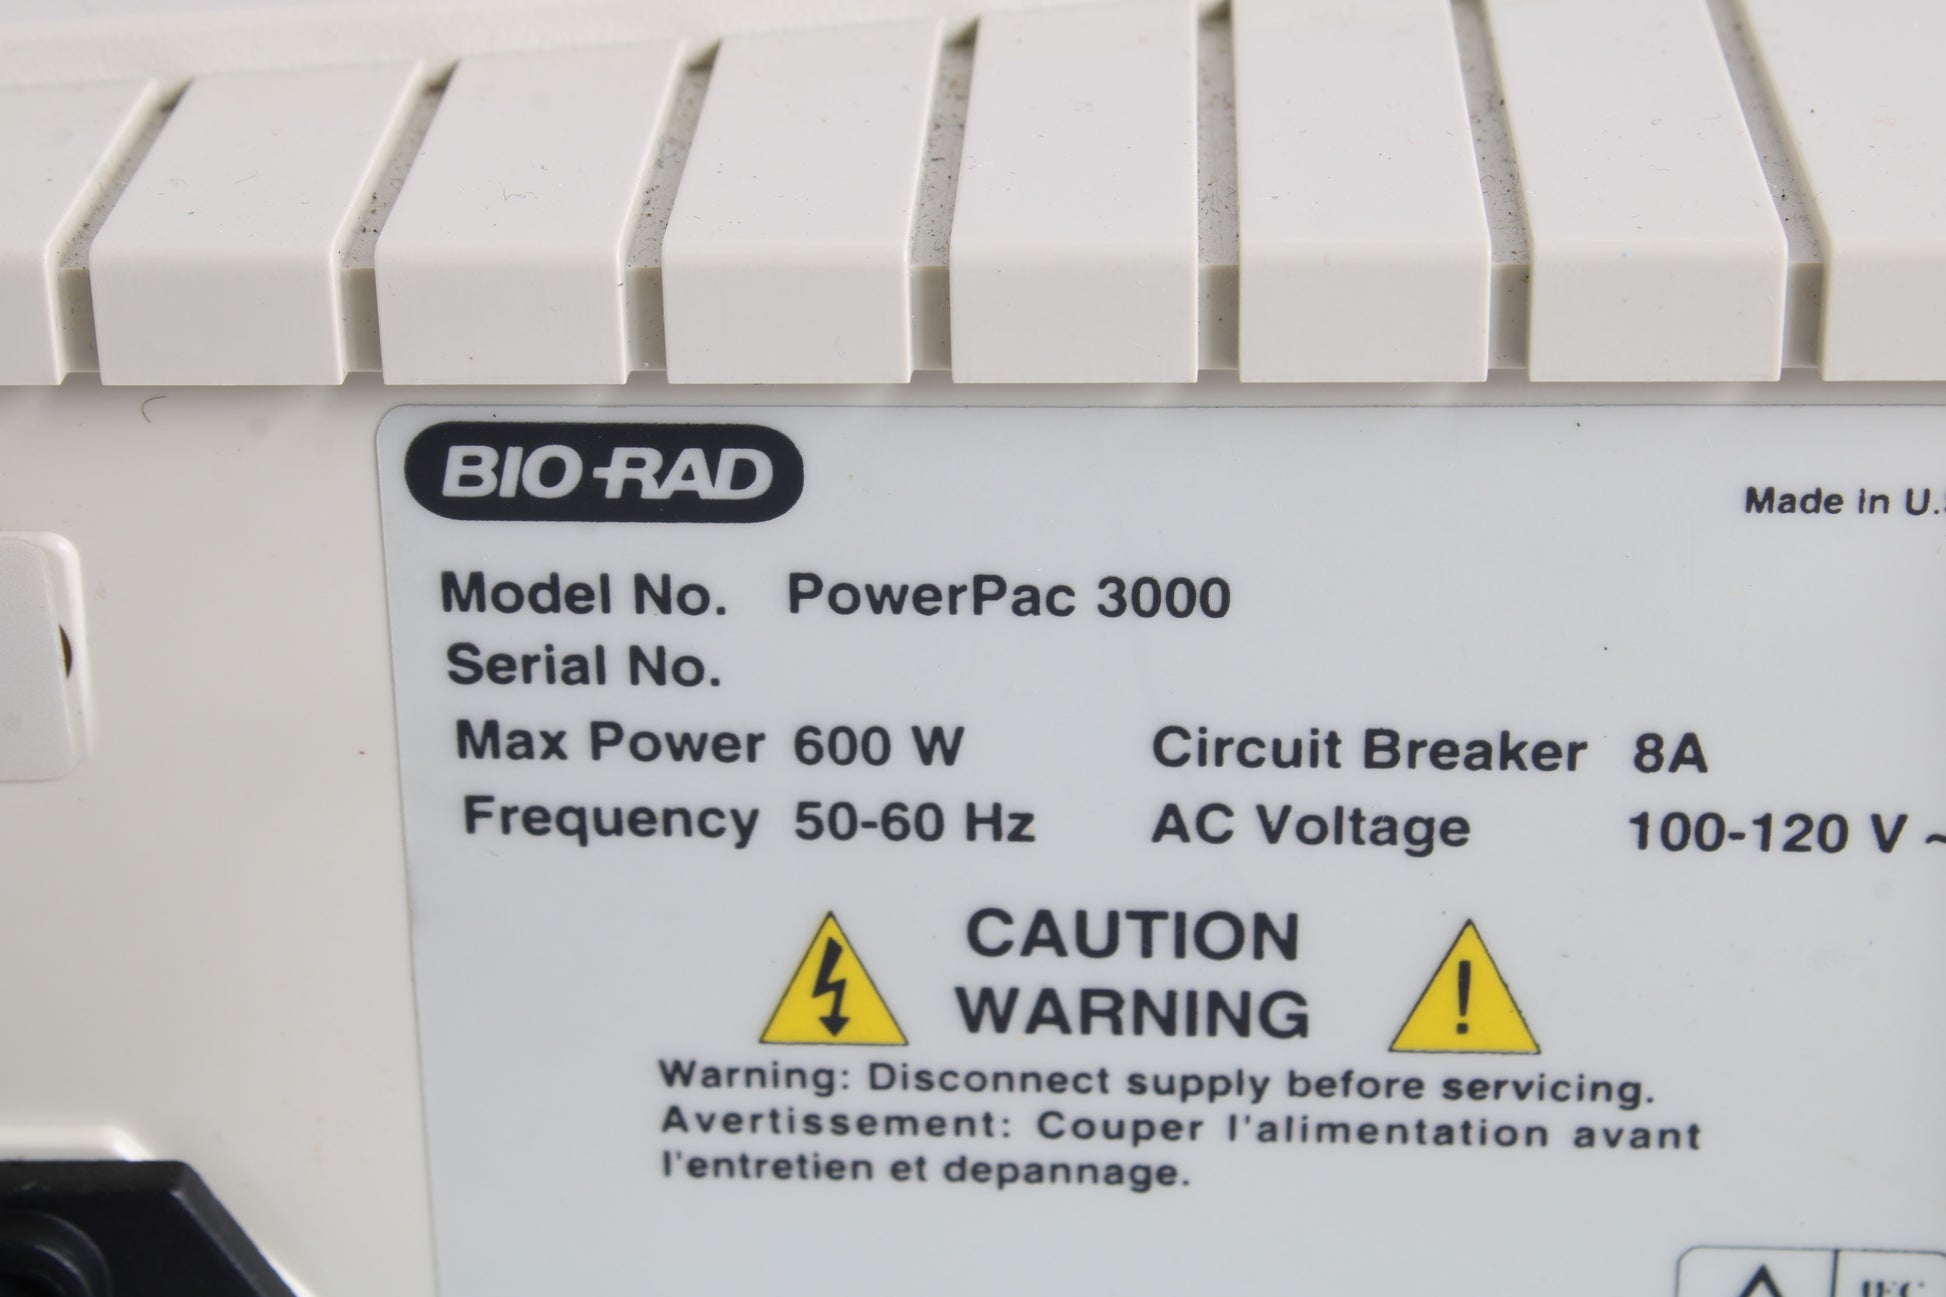 BIO-RAD
Made in U.S
Model No. PowerPac 3000
Serial No.
Max Power 600 W Circuit Breaker 8A
Frequency 50-60 Hz AC Voltage 100-120 V ~
CAUTION
WARNING
Warning: Disconnect supply before servicing.
Avertissement: Couper l'alimentation avant
l'entretien et depannage.